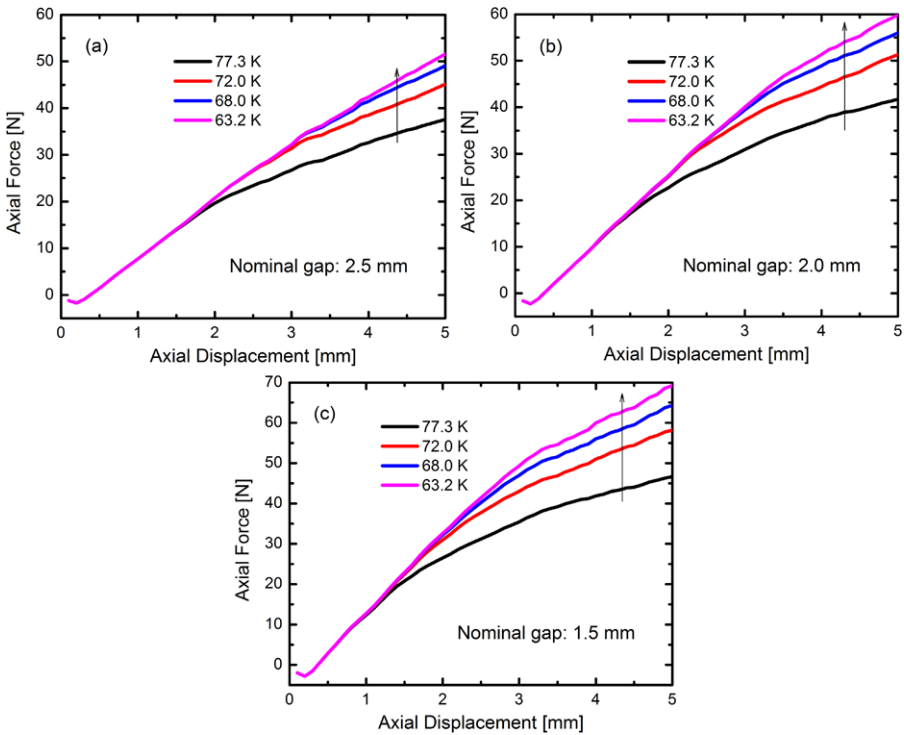 (a)
77.3 K
72.0 K
68.0 K
63.2 K
Nominal gap: 2.5 mm
Axial Force [N]
60
50
40
30
20
10
0
0 1 2 3 4 5
Axial Displacement [mm]
(b)
77.3 K
72.0 K
68.0 K
63.2 K
Nominal gap: 2.0 mm
Axial Force [N]
60
50
40
30
20
10
0
0 1 2 3 4 5
Axial Displacement [mm]
(c)
77.3 K
72.0 K
68.0 K
63.2 K
Nominal gap: 1.5 mm
Axial Force [N]
70
60
50
40
30
20
10
0
0 1 2 3 4 5
Axial Displacement [mm]